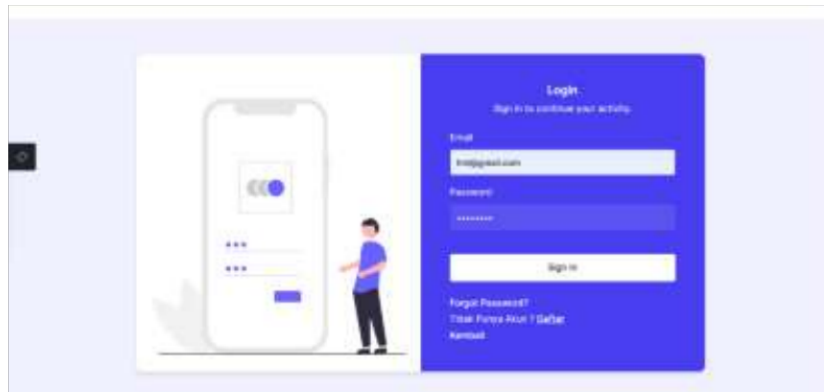 Login
Sign in to continue your activity
Email
Password
Sign in
Forgot Password?
Tidak Punya Akun ? Daftar
Kembali